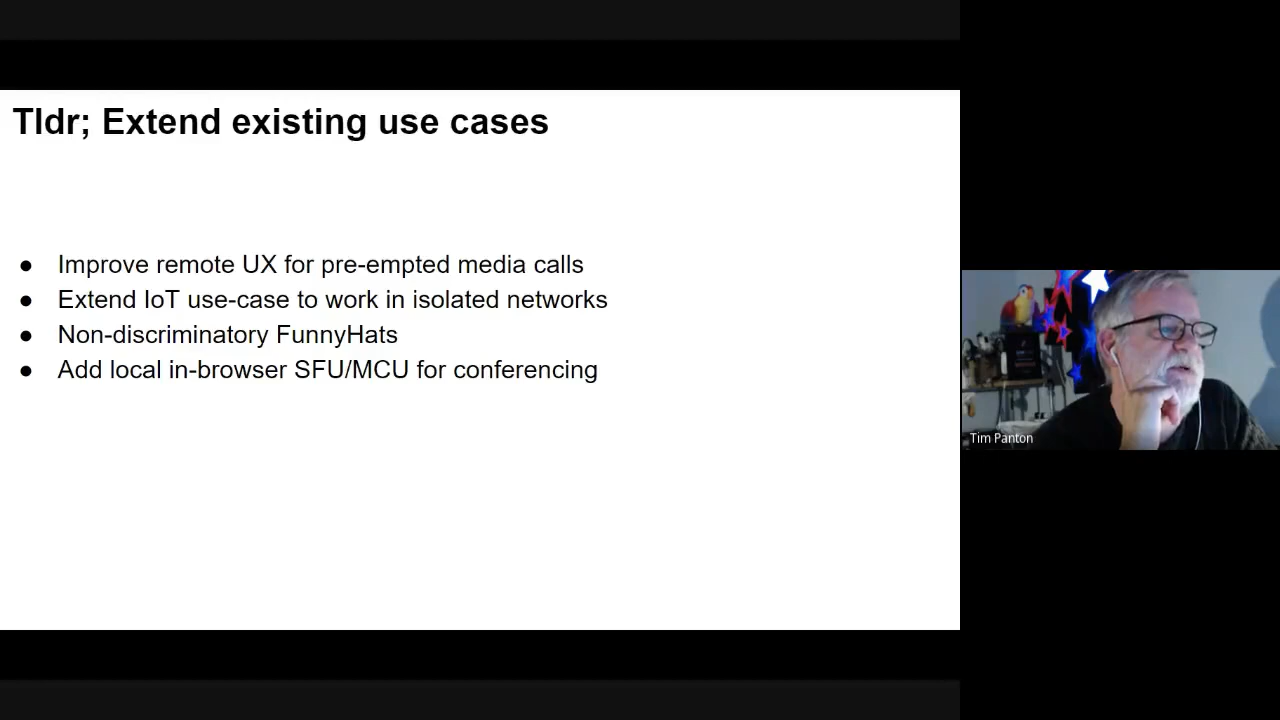 Tldr; Extend existing use cases
● Improve remote UX for pre-empted media calls
● Extend IoT use-case to work in isolated networks
● Non-discriminatory FunnyHats
● Add local in-browser SFU/MCU for conferencing
Tim Panton